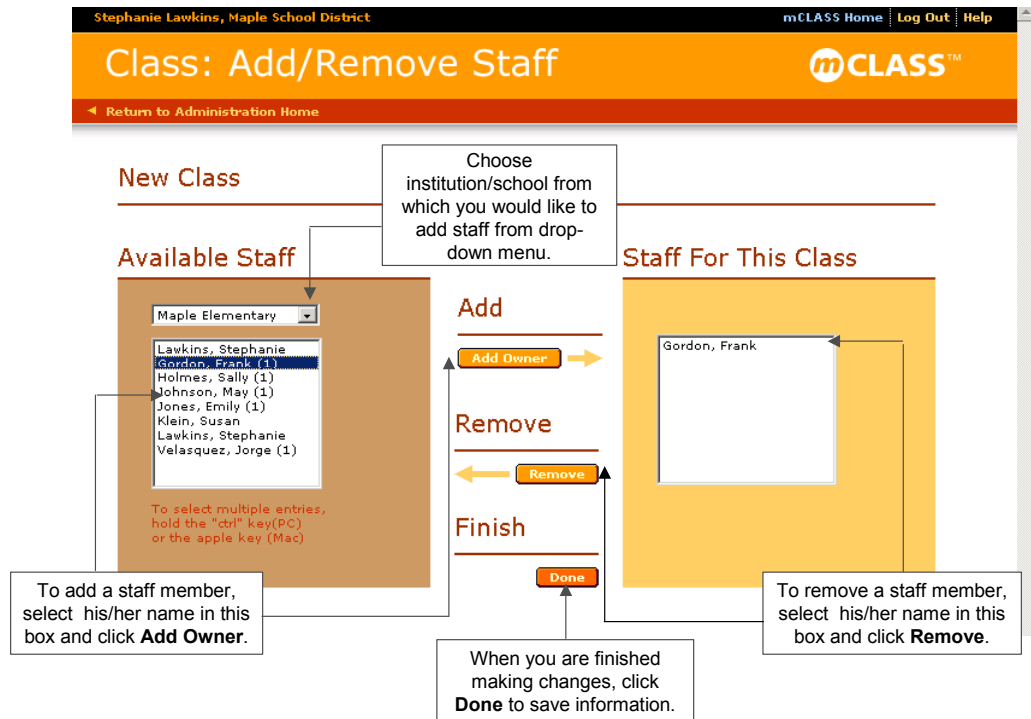 Stephanie Lawkins, Maple School District
mCLASS Home Log Out Help
Class: Add/Remove Staff
mCLASS™
Return to Administration Home
New Class
Choose
institution/school from
which you would like to
add staff from drop-
down menu.
Available Staff
Maple Elementary
Lawkins, Stephanie
Gordon, Frank (1)
Holmes, Sally (1)
Johnson, May (1)
Jones, Emily (1)
Klein, Susan
Lawkins, Stephanie
Velasquez, Jorge (1)
To select multiple entries,
hold the "ctrl" key(PC)
or the apple key (Mac)
Add
Add Owner
Remove
Remove
Finish
Done
Staff For This Class
Gordon, Frank
To add a staff member,
select his/her name in this
box and click Add Owner.
When you are finished
making changes, click
Done to save information.
To remove a staff member,
select his/her name in this
box and click Remove.